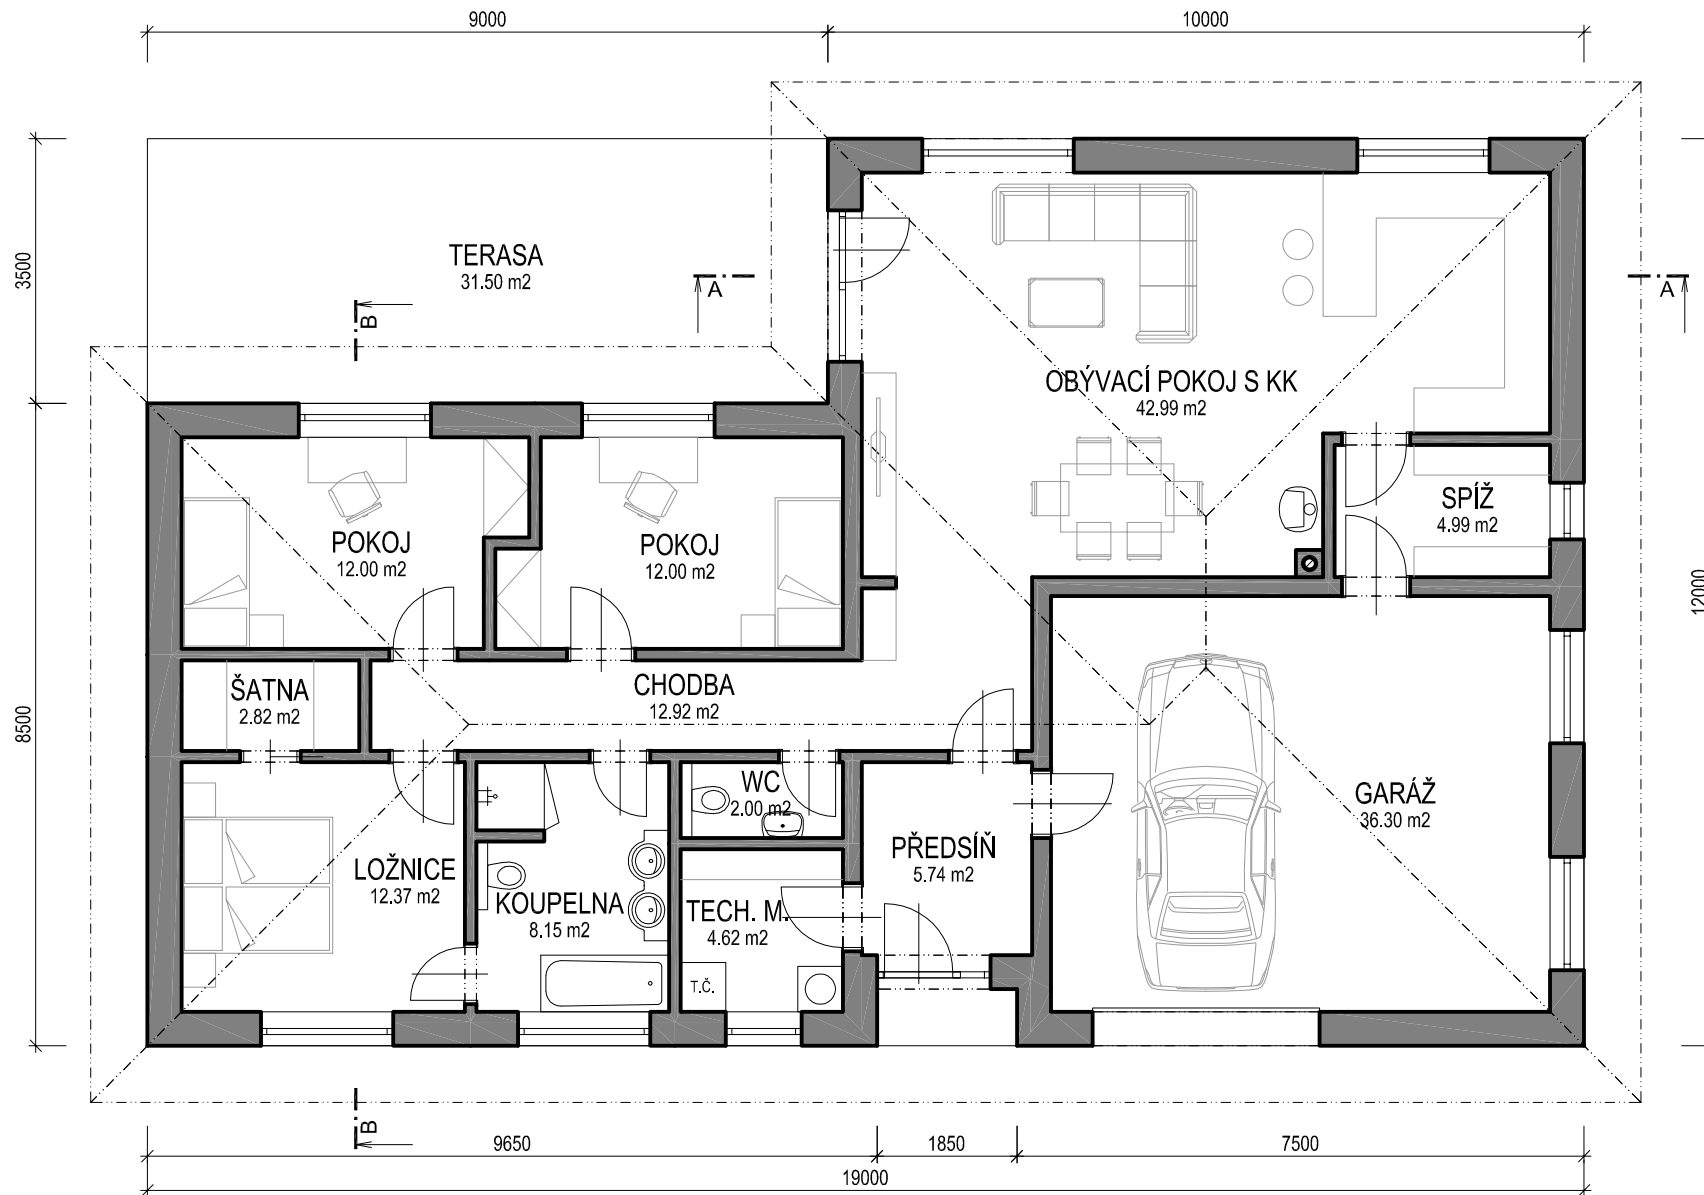 9000
10000
3500
8500
12000
TERASA
31.50 m2
A
A
B
OBÝVACÍ POKOJ S KK
42.99 m2
SPÍŽ
4.99 m2
POKOJ
12.00 m2
POKOJ
12.00 m2
ŠATNA
2.82 m2
CHODBA
12.92 m2
WC
2.00 m2
GARÁŽ
36.30 m2
PŘEDSÍŇ
5.74 m2
LOŽNICE
12.37 m2
KOUPELNA
8.15 m2
TECH. M.
4.62 m2
T.Č.
B
9650
1850
7500
19000